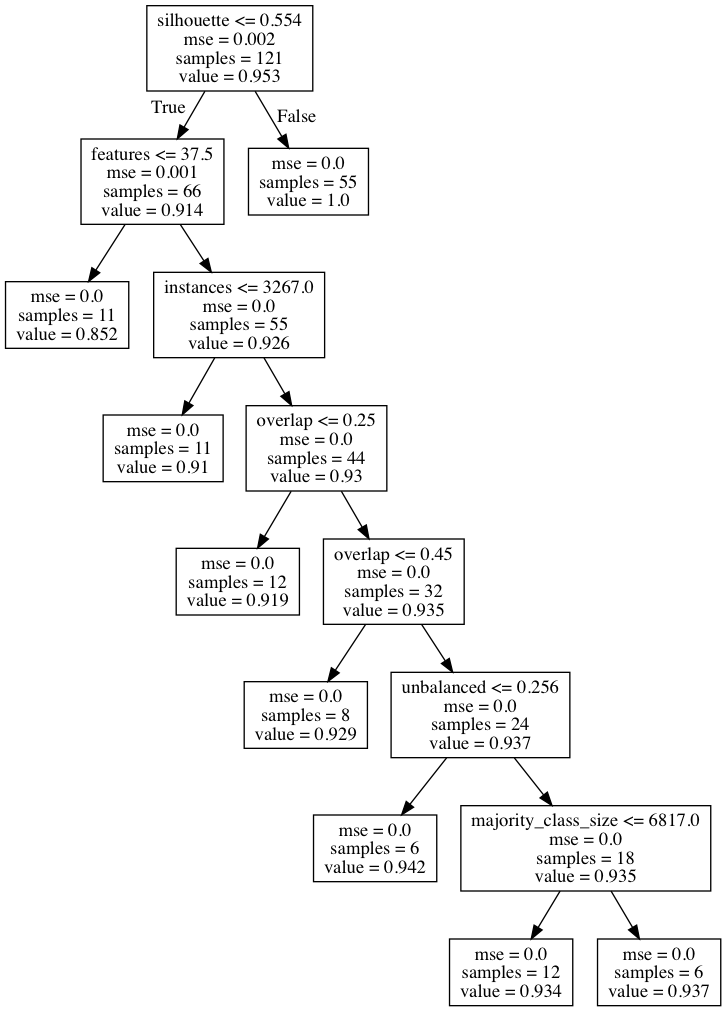 silhouette <= 0.554
mse = 0.002
samples = 121
value = 0.953
True
False
features <= 37.5
mse = 0.001
samples = 66
value = 0.914
mse = 0.0
samples = 55
value = 1.0
mse = 0.0
samples = 11
value = 0.852
instances <= 3267.0
mse = 0.0
samples = 55
value = 0.926
mse = 0.0
samples = 11
value = 0.91
overlap <= 0.25
mse = 0.0
samples = 44
value = 0.93
mse = 0.0
samples = 12
value = 0.919
overlap <= 0.45
mse = 0.0
samples = 32
value = 0.935
mse = 0.0
samples = 8
value = 0.929
unbalanced <= 0.256
mse = 0.0
samples = 24
value = 0.937
mse = 0.0
samples = 6
value = 0.942
majority_class_size <= 6817.0
mse = 0.0
samples = 18
value = 0.935
mse = 0.0
samples = 12
value = 0.934
mse = 0.0
samples = 6
value = 0.937